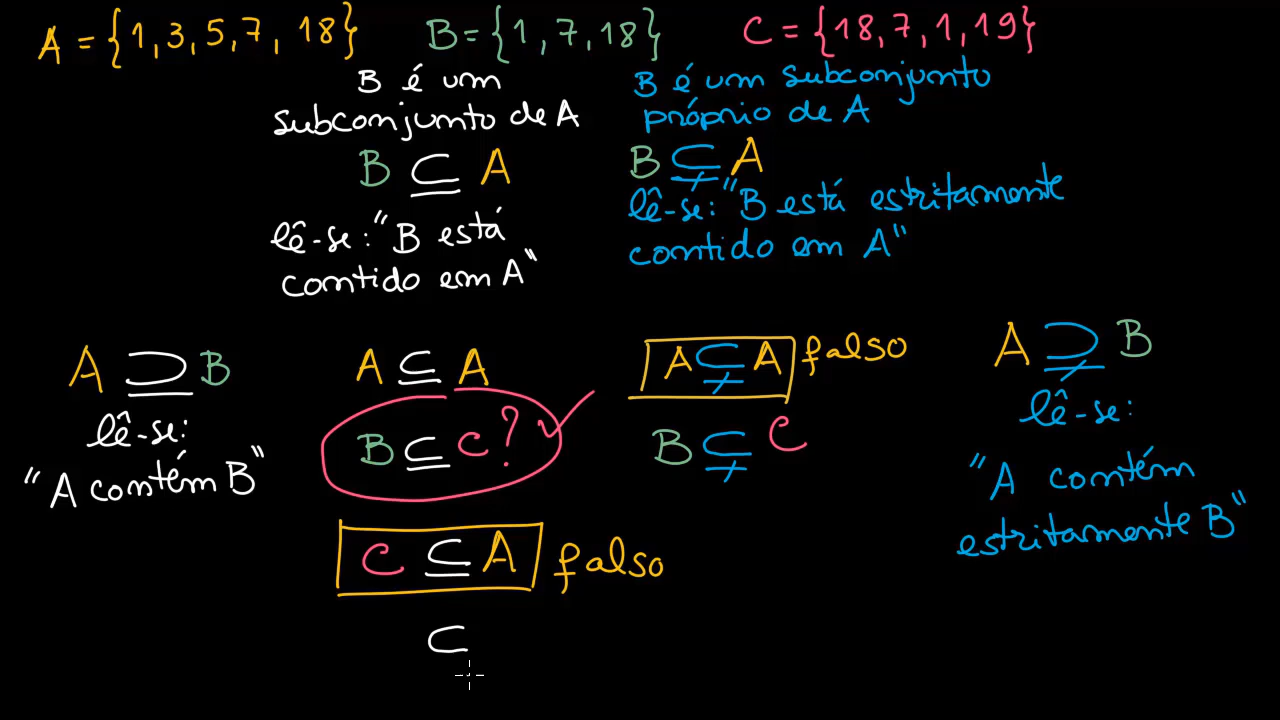 A = {1, 3, 5, 7, 18} B = {1, 7, 18} C = {18, 7, 1, 19}
B é um
subconjunto de A
B ⊆ A
lê-se: "B está
contido em A"
B é um subconjunto
próprio de A
B ⊊ A
lê-se: "B está estritamente
contido em A"
A ⊇ B
lê-se:
"A contém B"
A ⊆ A
B ⊆ C ? ✓
C ⊆ A falso
⊂
A ⊊ A falso
B ⊊ C
A ⊋ B
lê-se:
"A contém
estritamente B"